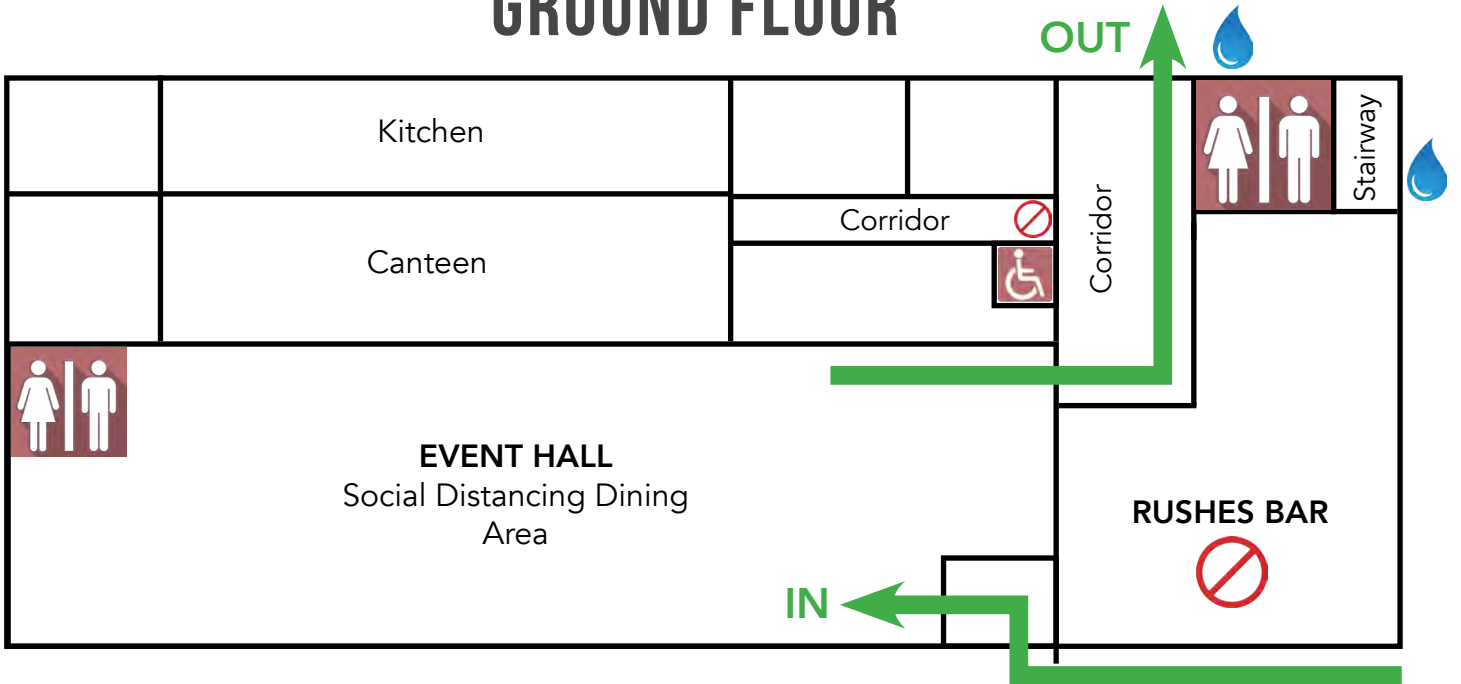 GROUND FLOOR
OUT
Kitchen
Stairway
Corridor
Corridor
Canteen
EVENT HALL
Social Distancing Dining
Area
RUSHES BAR
IN